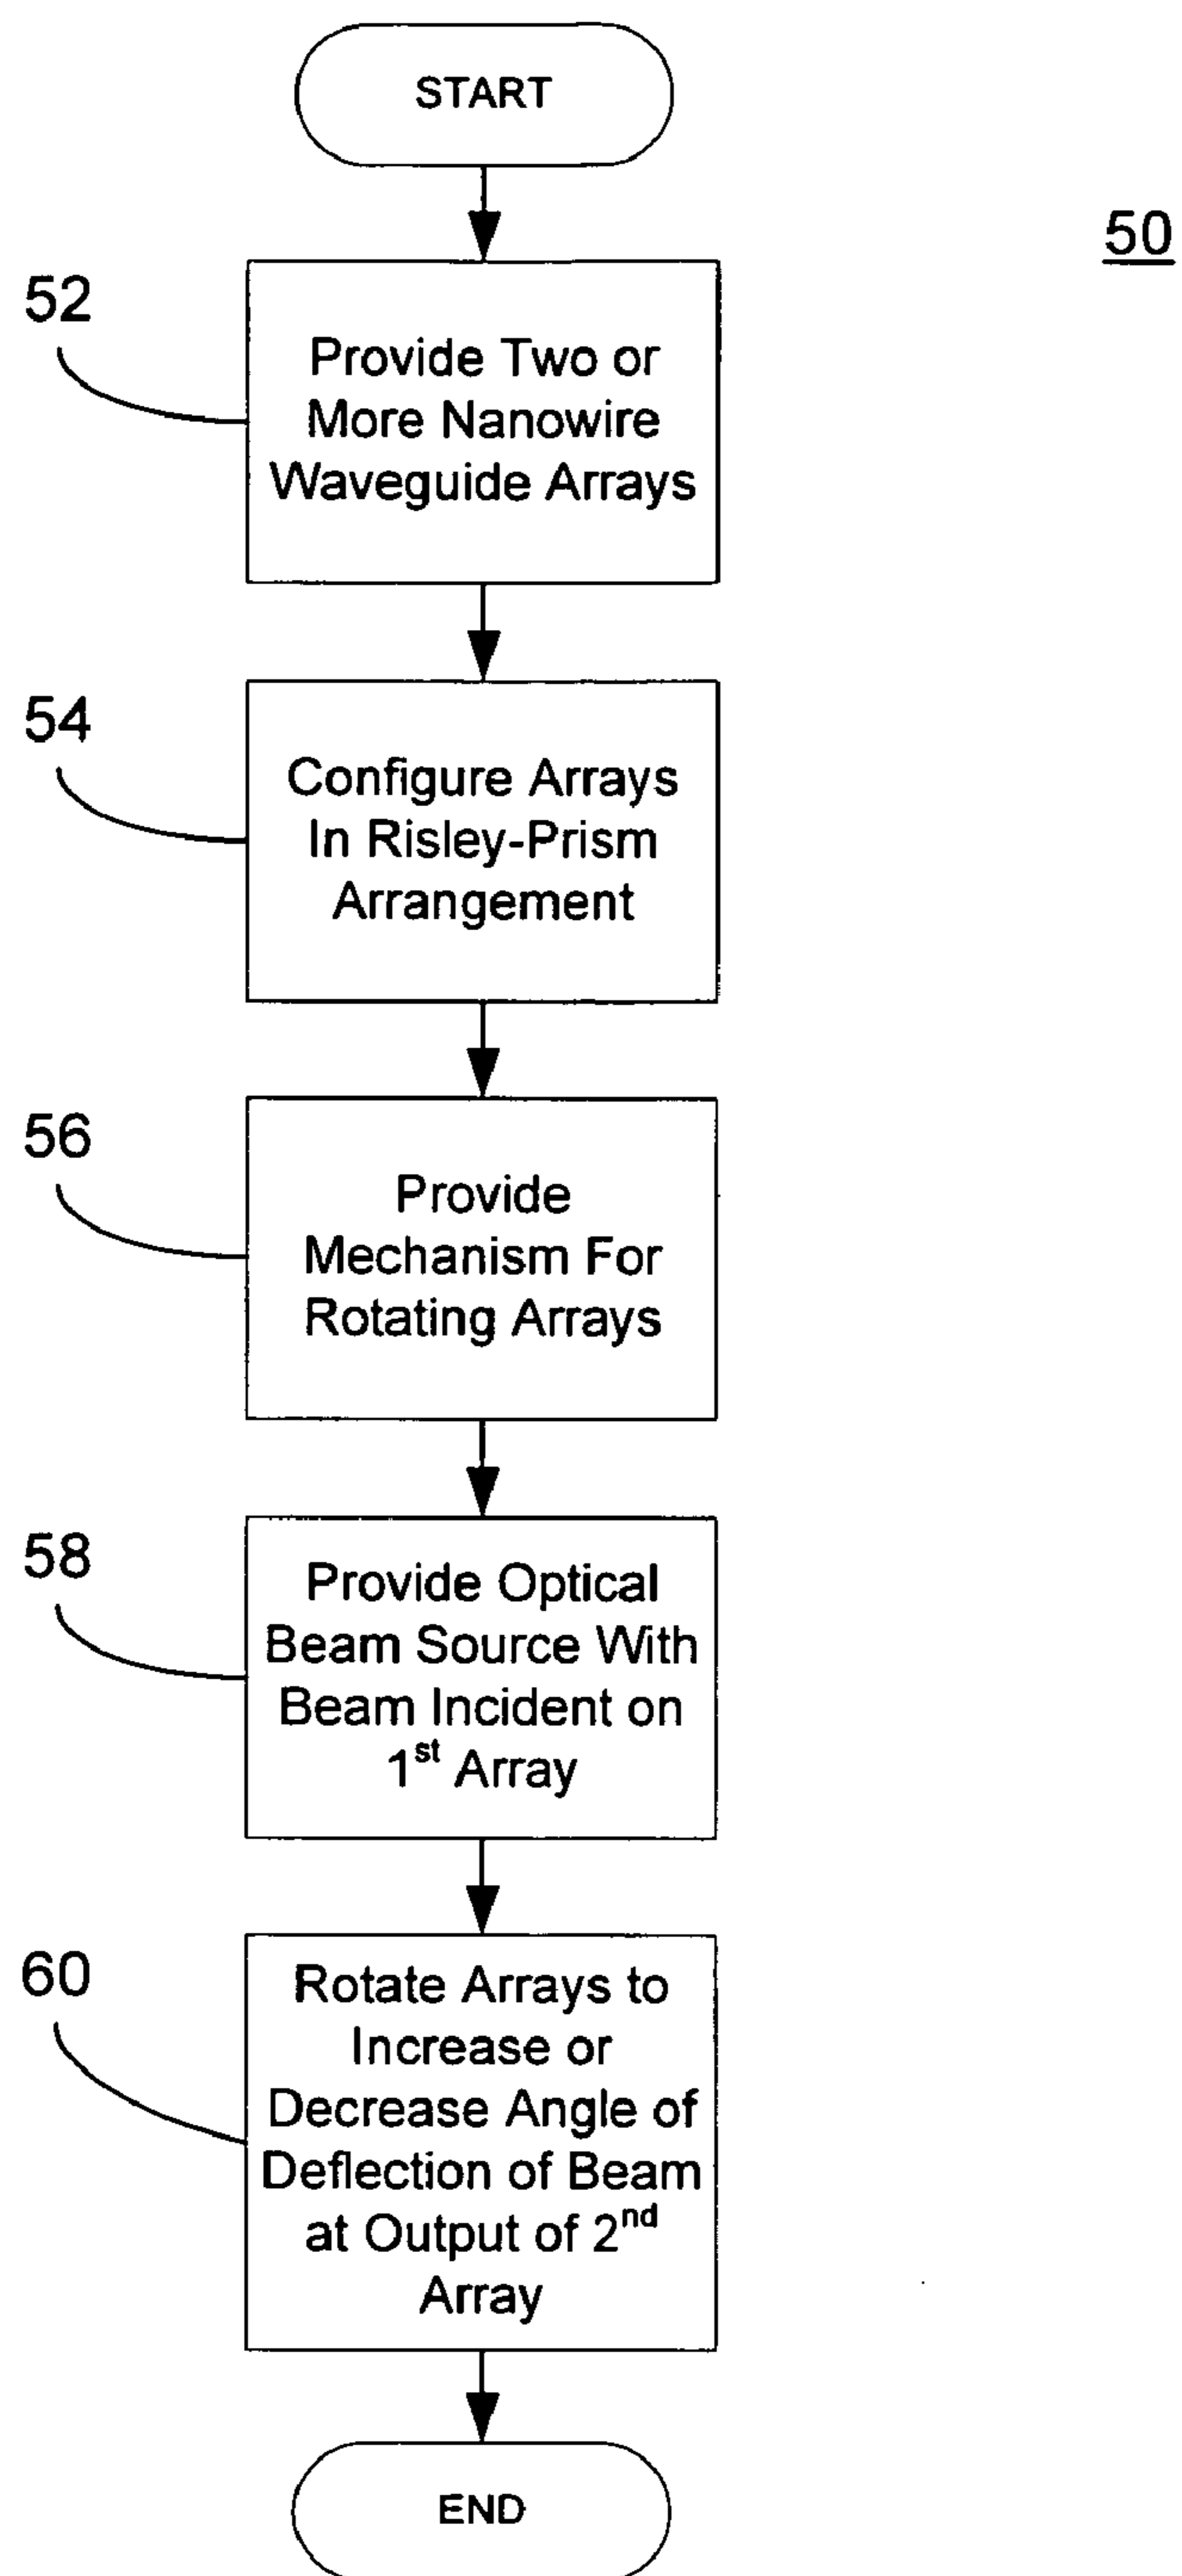 START
50
52
Provide Two or
More Nanowire
Waveguide Arrays
54
Configure Arrays
In Risley-Prism
Arrangement
56
Provide
Mechanism For
Rotating Arrays
58
Provide Optical
Beam Source With
Beam Incident on
1st Array
60
Rotate Arrays to
Increase or
Decrease Angle of
Deflection of Beam
at Output of 2nd
Array
END